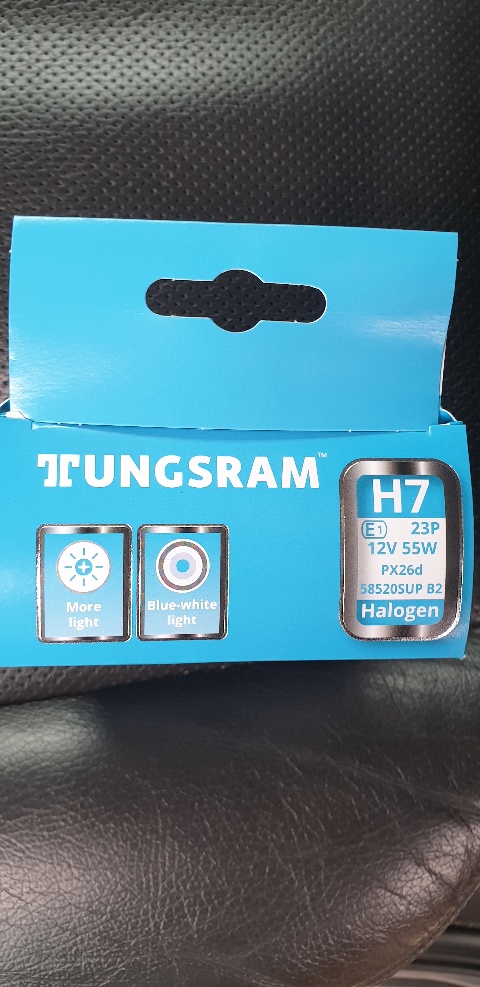 TUNGSRAM™
More
light
Blue-white
light
H7
E1 23P
12V 55W
PX26d
58520SUP B2
Halogen